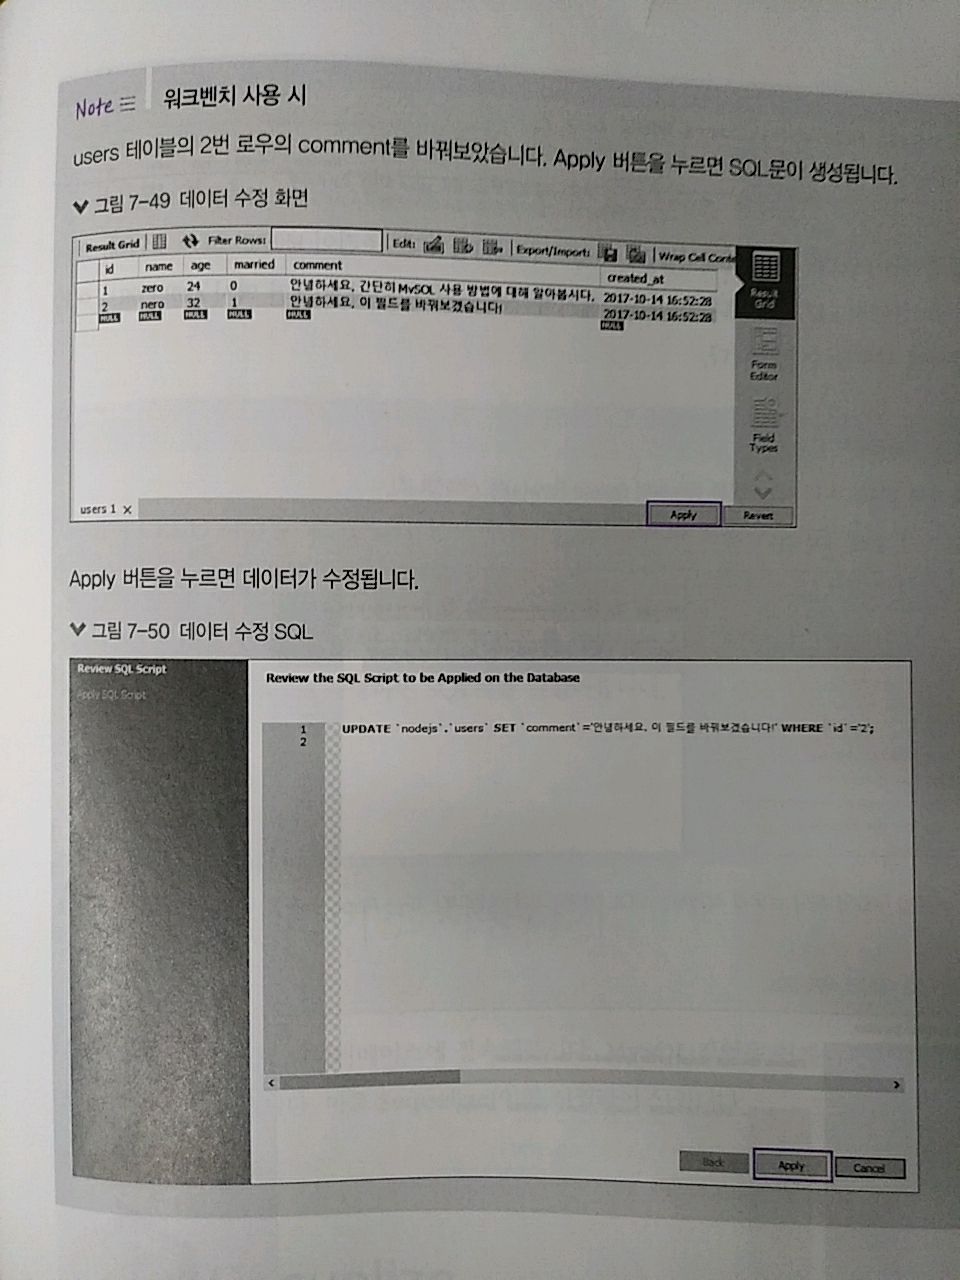 Note 워크벤치 사용 시
users 테이블의 2번 로우의 comment를 바꿔보았습니다. Apply 버튼을 누르면 SQL문이 생성됩니다.
그림 7-49 데이터 수정 화면
Result Grid Filter Rows: Edit: Export/Import: Wrap Cell Conte
id name age married comment created_at
1 zero 24 0 안녕하세요. 간단히 MySQL 사용 방법에 대해 알아봅시다. 2017-10-14 16:52:28
2 nero 32 1 안녕하세요. 이 필드를 바꿔보겠습니다! 2017-10-14 16:52:28
NULL NULL NULL NULL NULL NULL
Result Grid
Form Editor
Field Types
users 1 × Apply Revert
Apply 버튼을 누르면 데이터가 수정됩니다.
그림 7-50 데이터 수정 SQL
Review SQL Script
Apply SQL Script
Review the SQL Script to be Applied on the Database
1 UPDATE `nodejs`.`users` SET `comment`='안녕하세요. 이 필드를 바꿔보겠습니다!' WHERE `id`='2';
2
Back Apply Cancel